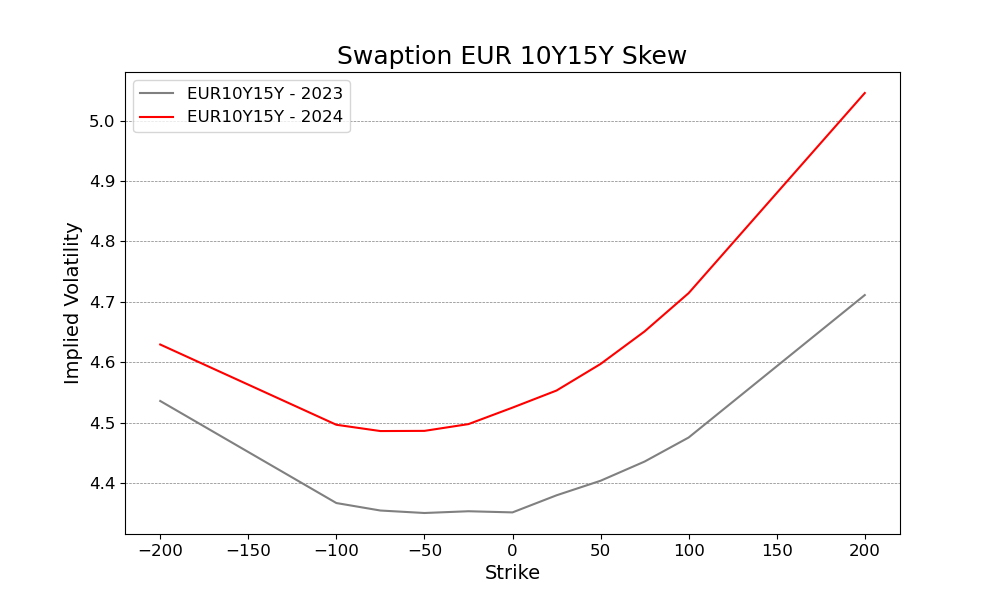 Swaption EUR 10Y15Y Skew
EUR10Y15Y - 2023
EUR10Y15Y - 2024
Implied Volatility
5.0
4.9
4.8
4.7
4.6
4.5
4.4
−200 −150 −100 −50 0 50 100 150 200
Strike